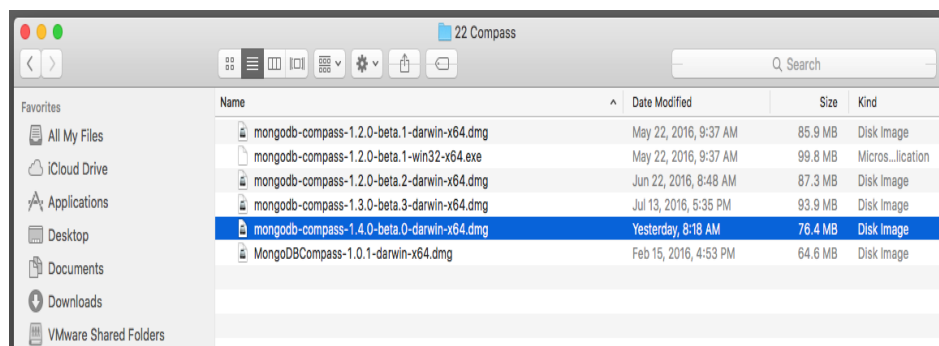 22 Compass
Search
Favorites
All My Files
iCloud Drive
Applications
Desktop
Documents
Downloads
VMware Shared Folders
Name Date Modified Size Kind
mongodb-compass-1.2.0-beta.1-darwin-x64.dmg May 22, 2016, 9:37 AM 85.9 MB Disk Image
mongodb-compass-1.2.0-beta.1-win32-x64.exe May 22, 2016, 9:37 AM 99.8 MB Micros...lication
mongodb-compass-1.2.0-beta.2-darwin-x64.dmg Jun 22, 2016, 8:48 AM 87.3 MB Disk Image
mongodb-compass-1.3.0-beta.3-darwin-x64.dmg Jul 13, 2016, 5:35 PM 93.9 MB Disk Image
mongodb-compass-1.4.0-beta.0-darwin-x64.dmg Yesterday, 8:18 AM 76.4 MB Disk Image
MongoDBCompass-1.0.1-darwin-x64.dmg Feb 15, 2016, 4:53 PM 64.6 MB Disk Image